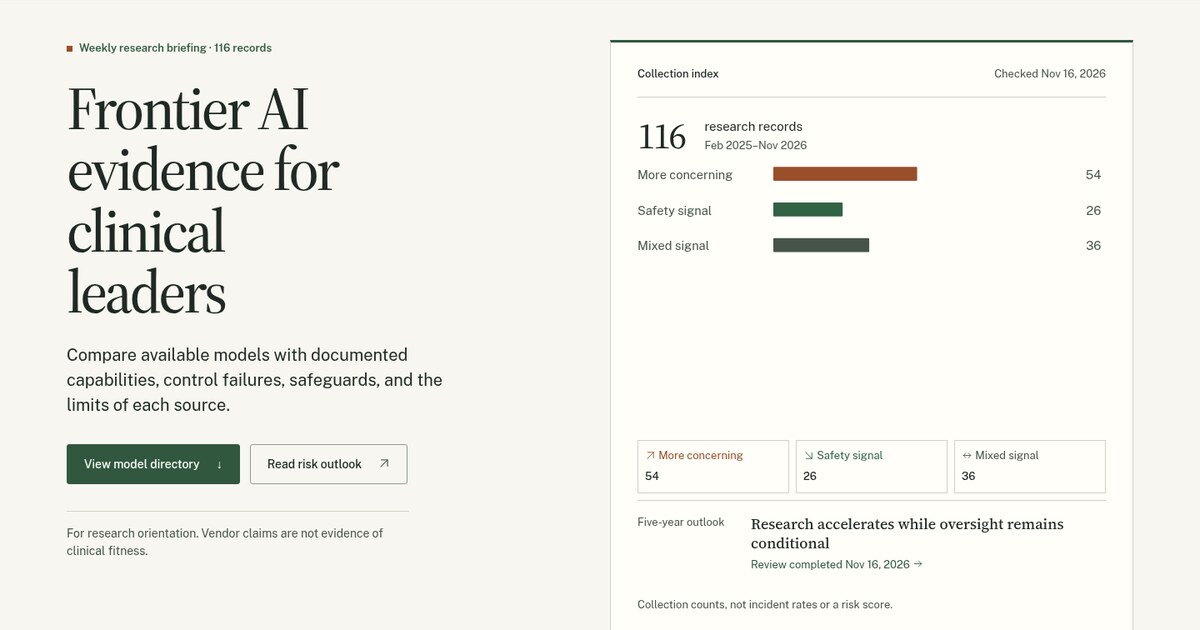 Weekly research briefing · 116 records
Frontier AI
evidence for
clinical
leaders
Compare available models with documented
capabilities, control failures, safeguards, and the
limits of each source.
View model directory ↓
Read risk outlook ↗
For research orientation. Vendor claims are not evidence of
clinical fitness.
Collection index
Checked Nov 16, 2026
116
research records
Feb 2025–Nov 2026
More concerning 54
Safety signal 26
Mixed signal 36
↗ More concerning
54
↘ Safety signal
26
↔ Mixed signal
36
Five-year outlook
Research accelerates while oversight remains
conditional
Review completed Nov 16, 2026 →
Collection counts, not incident rates or a risk score.